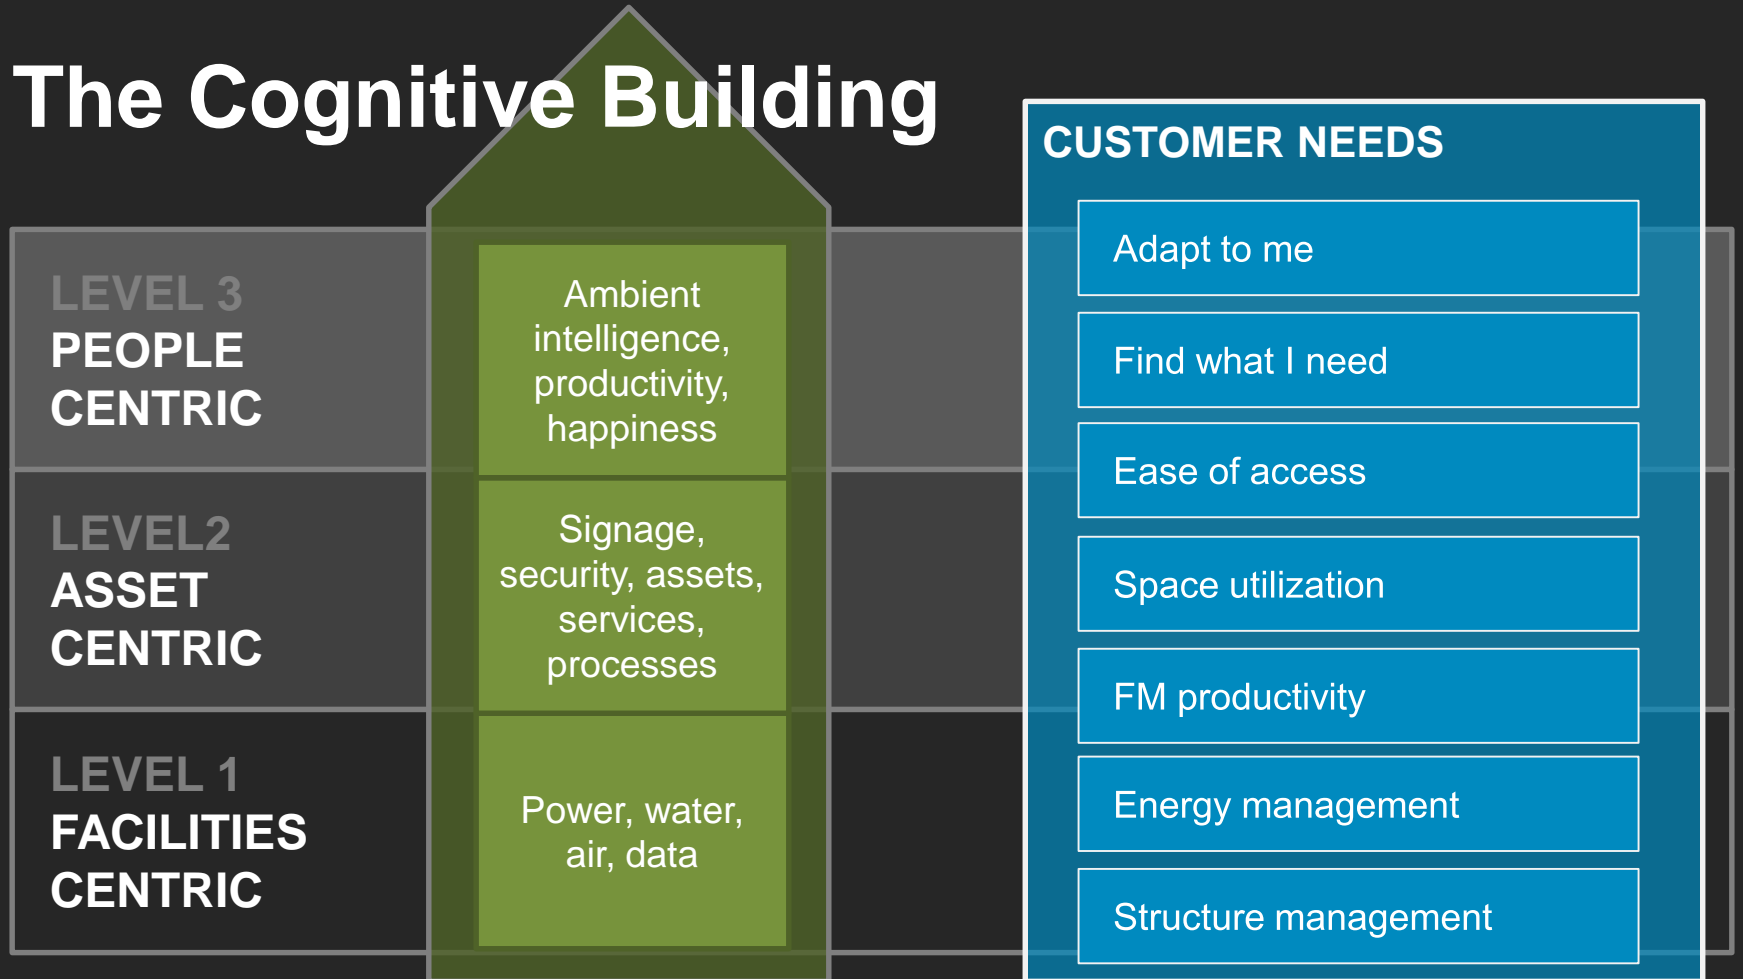 The Cognitive Building
LEVEL 3
PEOPLE
CENTRIC
Ambient
intelligence,
productivity,
happiness
LEVEL2
ASSET
CENTRIC
Signage,
security, assets,
services,
processes
LEVEL 1
FACILITIES
CENTRIC
Power, water,
air, data
CUSTOMER NEEDS
Adapt to me
Find what I need
Ease of access
Space utilization
FM productivity
Energy management
Structure management